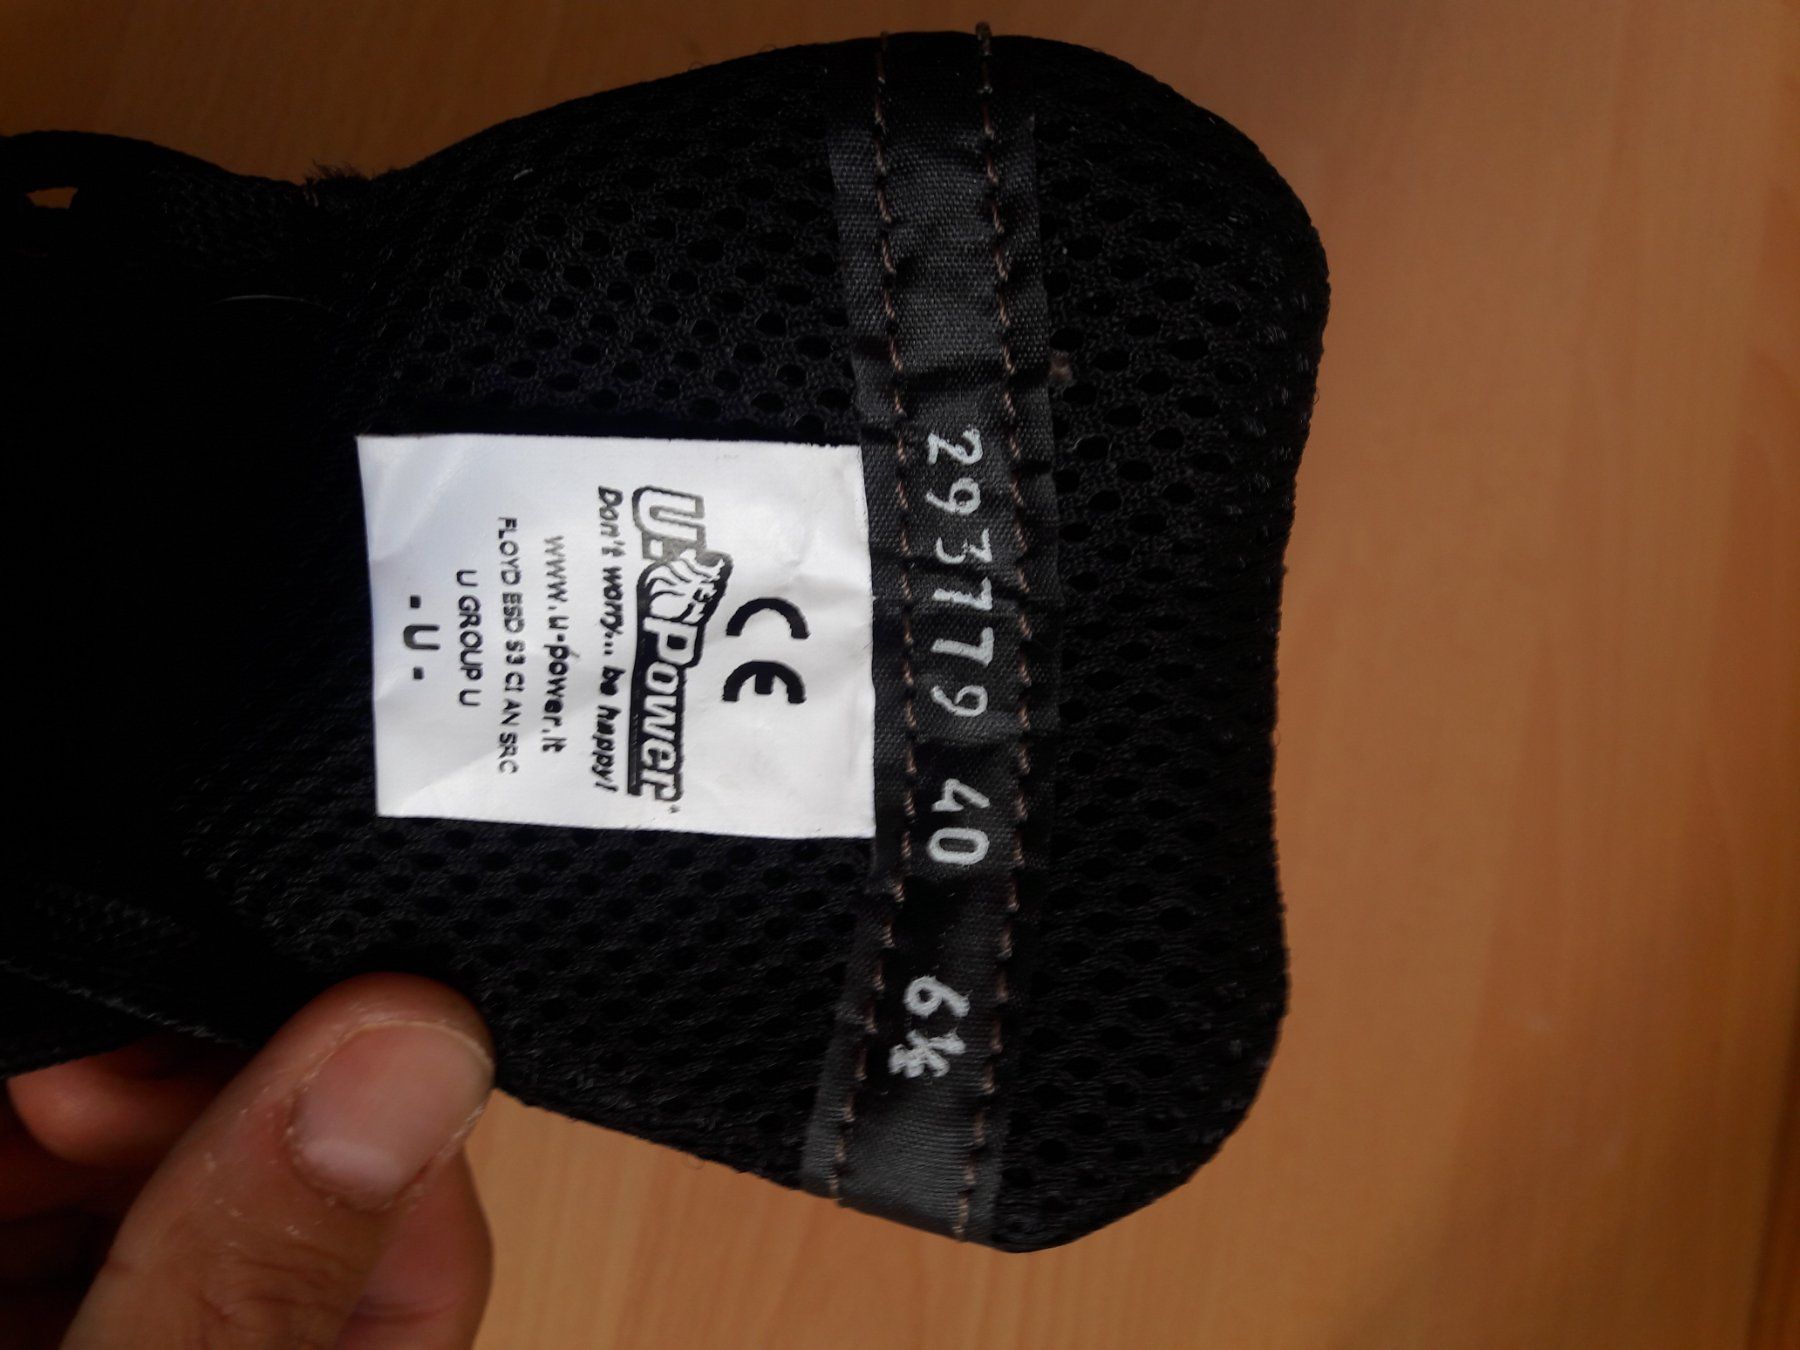 293779 40 6½
CE
U-Power®
Don't worry... be happy!
www.u-power.it
FLOYD ESD S3 CI AN SRC
U GROUP U
- U -